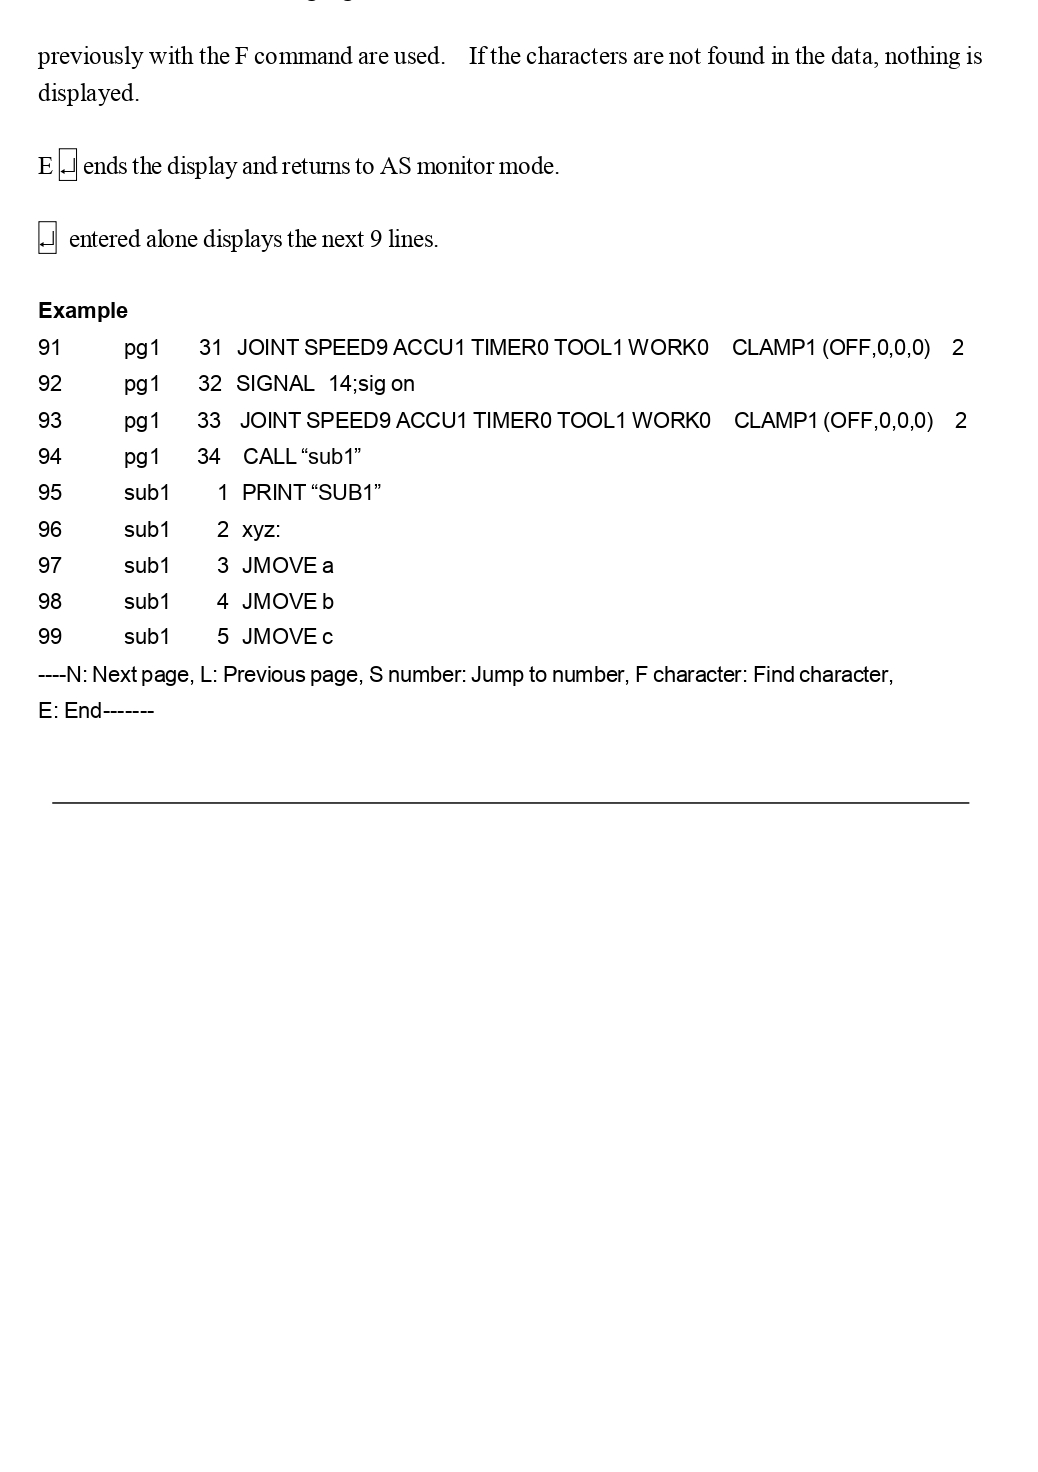 previously with the F command are used. If the characters are not found in the data, nothing is
displayed.
E ↵ ends the display and returns to AS monitor mode.
↵ entered alone displays the next 9 lines.
Example
91 pg1 31 JOINT SPEED9 ACCU1 TIMER0 TOOL1 WORK0 CLAMP1 (OFF,0,0,0) 2
92 pg1 32 SIGNAL 14;sig on
93 pg1 33 JOINT SPEED9 ACCU1 TIMER0 TOOL1 WORK0 CLAMP1 (OFF,0,0,0) 2
94 pg1 34 CALL “sub1”
95 sub1 1 PRINT “SUB1”
96 sub1 2 xyz:
97 sub1 3 JMOVE a
98 sub1 4 JMOVE b
99 sub1 5 JMOVE c
----N: Next page, L: Previous page, S number: Jump to number, F character: Find character,
E: End-------